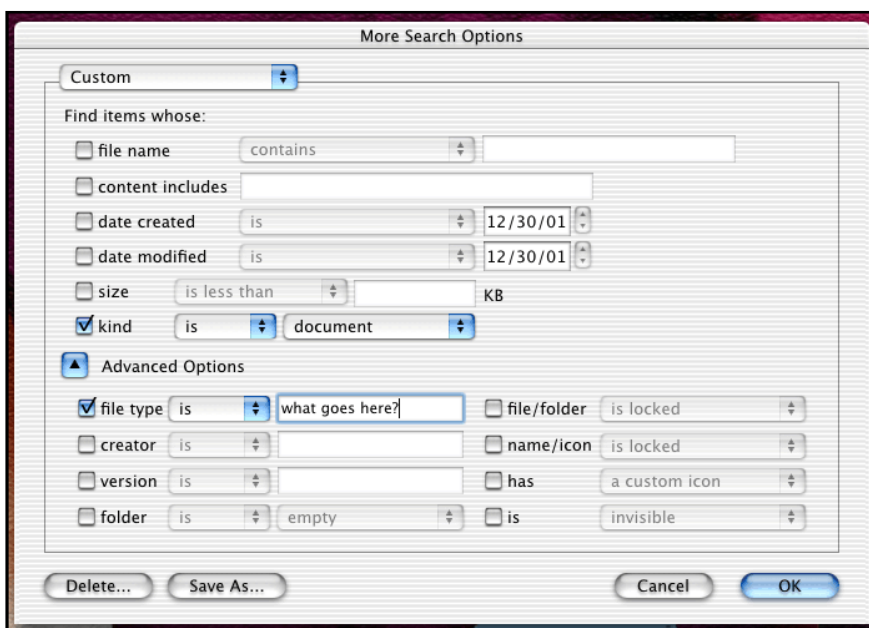 More Search Options
Custom
Find items whose:
file name contains
content includes
date created is 12/30/01
date modified is 12/30/01
size is less than KB
kind is document
Advanced Options
file type is what goes here? file/folder is locked
creator is name/icon is locked
version is has a custom icon
folder is empty is invisible
Delete... Save As... Cancel OK